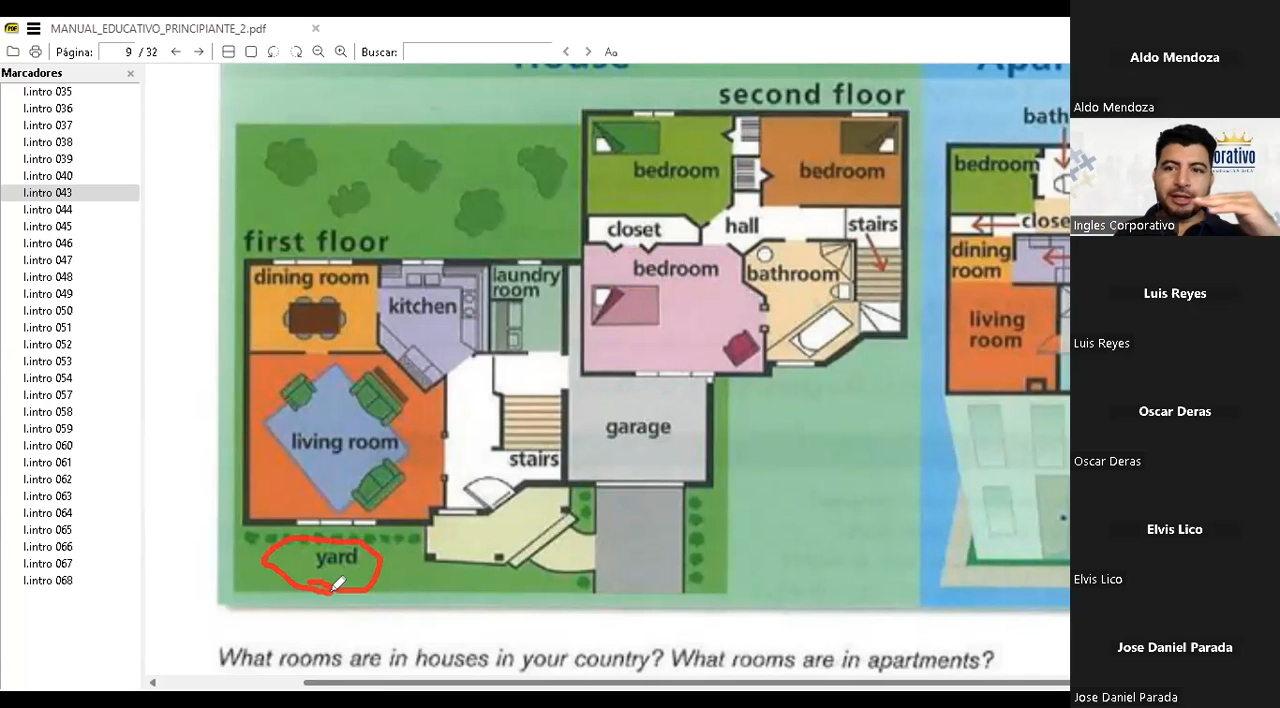 MANUAL_EDUCATIVO_PRINCIPIANTE_2.pdf
Página: 9 / 32
Buscar:
Aa
Marcadores
I.intro 035
I.intro 036
I.intro 037
I.intro 038
I.intro 039
I.intro 040
I.intro 043
I.intro 044
I.intro 045
I.intro 046
I.intro 047
I.intro 048
I.intro 049
I.intro 050
I.intro 051
I.intro 052
I.intro 053
I.intro 054
I.intro 057
I.intro 058
I.intro 059
I.intro 060
I.intro 061
I.intro 062
I.intro 063
I.intro 064
I.intro 065
I.intro 066
I.intro 067
I.intro 068
House
second floor
bedroom
bedroom
closet
hall
stairs
bedroom
bathroom
first floor
dining room
kitchen
laundry
room
living room
stairs
garage
yard
bath
bedroom
close
dining
room
living
room
What rooms are in houses in your country? What rooms are in apartments?
Aldo Mendoza
Aldo Mendoza
Ingles Corporativo
Luis Reyes
Luis Reyes
Oscar Deras
Oscar Deras
Elvis Lico
Elvis Lico
Jose Daniel Parada
Jose Daniel Parada